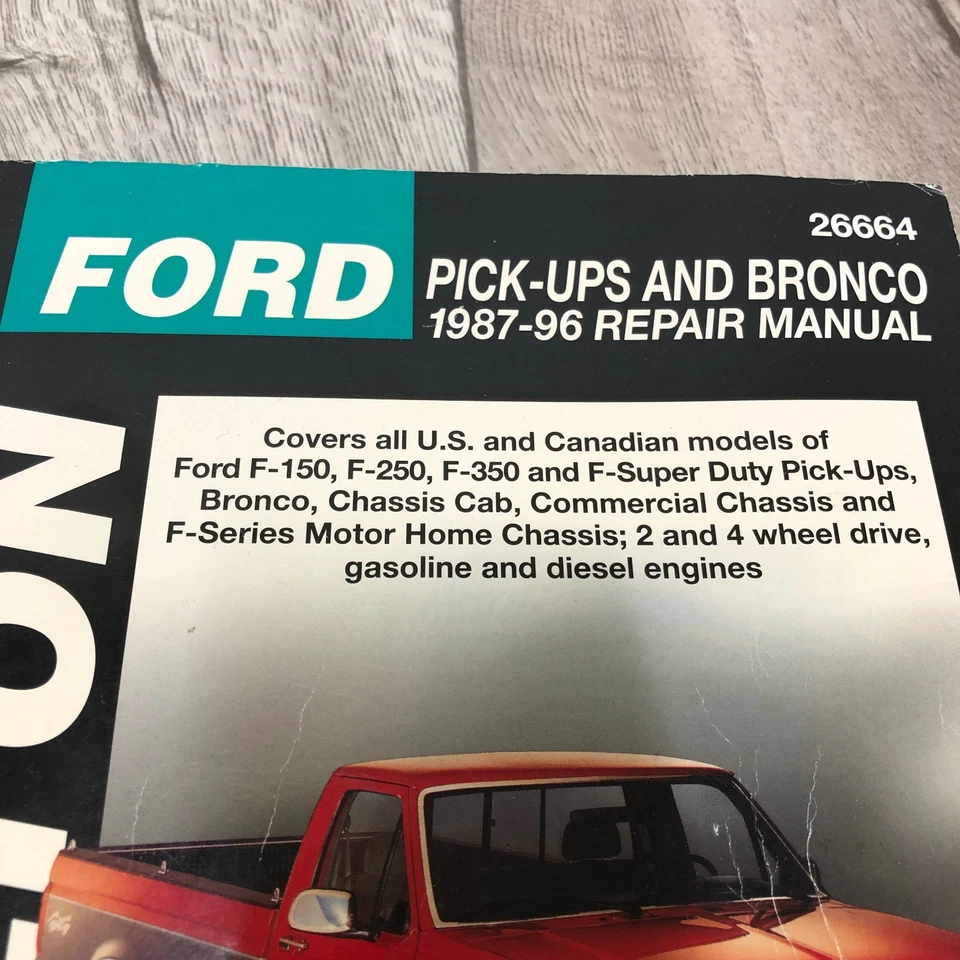 26664
FORD
PICK-UPS AND BRONCO
1987-96 REPAIR MANUAL
Covers all U.S. and Canadian models of
Ford F-150, F-250, F-350 and F-Super Duty Pick-Ups,
Bronco, Chassis Cab, Commercial Chassis and
F-Series Motor Home Chassis; 2 and 4 wheel drive,
gasoline and diesel engines